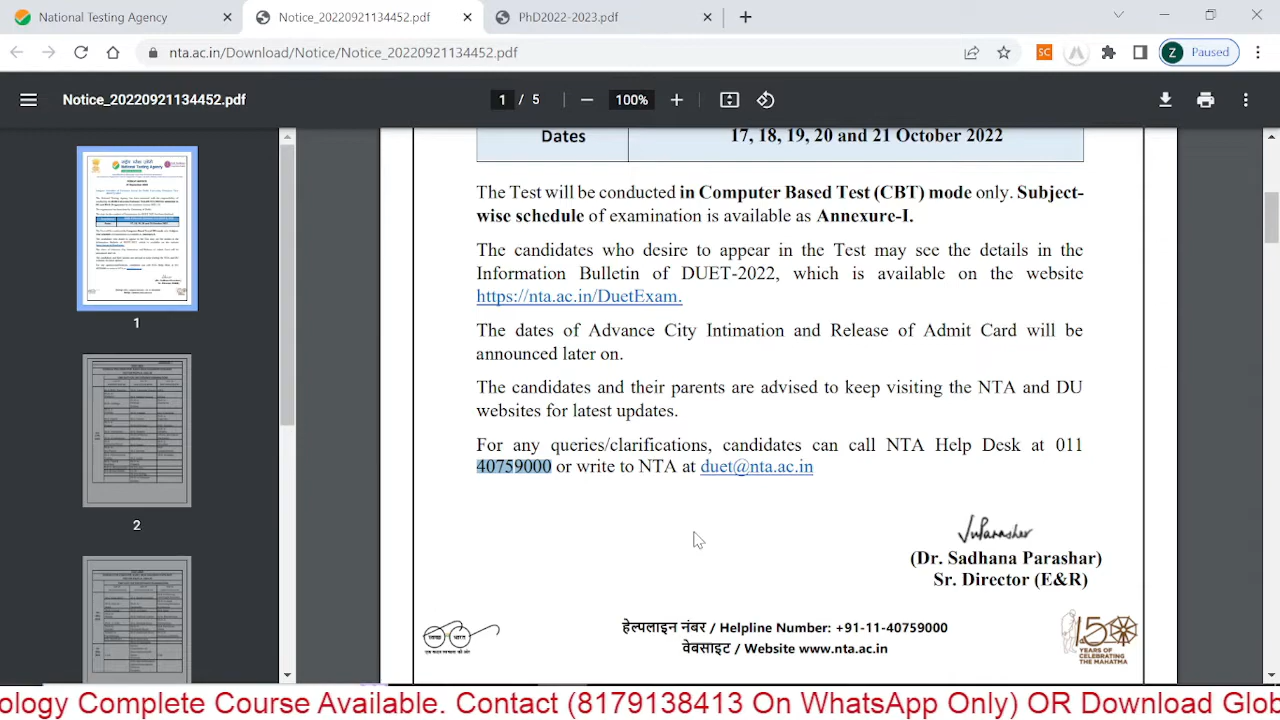 National Testing Agency
Notice_20220921134452.pdf
PhD2022-2023.pdf
nta.ac.in/Download/Notice/Notice_20220921134452.pdf
SC
Z Paused
Notice_20220921134452.pdf
1 / 5
100%
Dates 17, 18, 19, 20 and 21 October 2022
The Test will be conducted in Computer Based Test (CBT) mode only. Subject-
wise of examination is available at Annexure-I.
The candidates who desire to appear in may see the details in the
Information Bulletin of DUET-2022, which is available on the website
https://nta.ac.in/DuetExam.
The dates of Advance City Intimation and Release of Admit Card will be
announced later on.
The candidates and their parents are advised to keep visiting the NTA and DU
websites for latest updates.
For any queries/clarifications, candidates can call NTA Help Desk at 011
40759000 or write to NTA at duet@nta.ac.in
(Dr. Sadhana Parashar)
Sr. Director (E&R)
हेल्पलाइन नंबर / Helpline Number: +91-11-40759000
वेबसाइट / Website www.nta.ac.in
150
YEARS OF
CELEBRATING
THE MAHATMA
1
2
ology Complete Course Available. Contact (8179138413 On WhatsApp Only) OR Download Glob